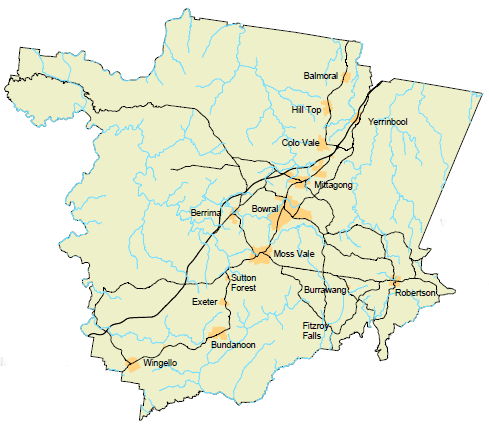 Balmoral
Hill Top
Yerrinbool
Colo Vale
Mittagong
Berrima
Bowral
Moss Vale
Sutton
Forest
Burrawang
Robertson
Exeter
Fitzroy
Falls
Bundanoon
Wingello